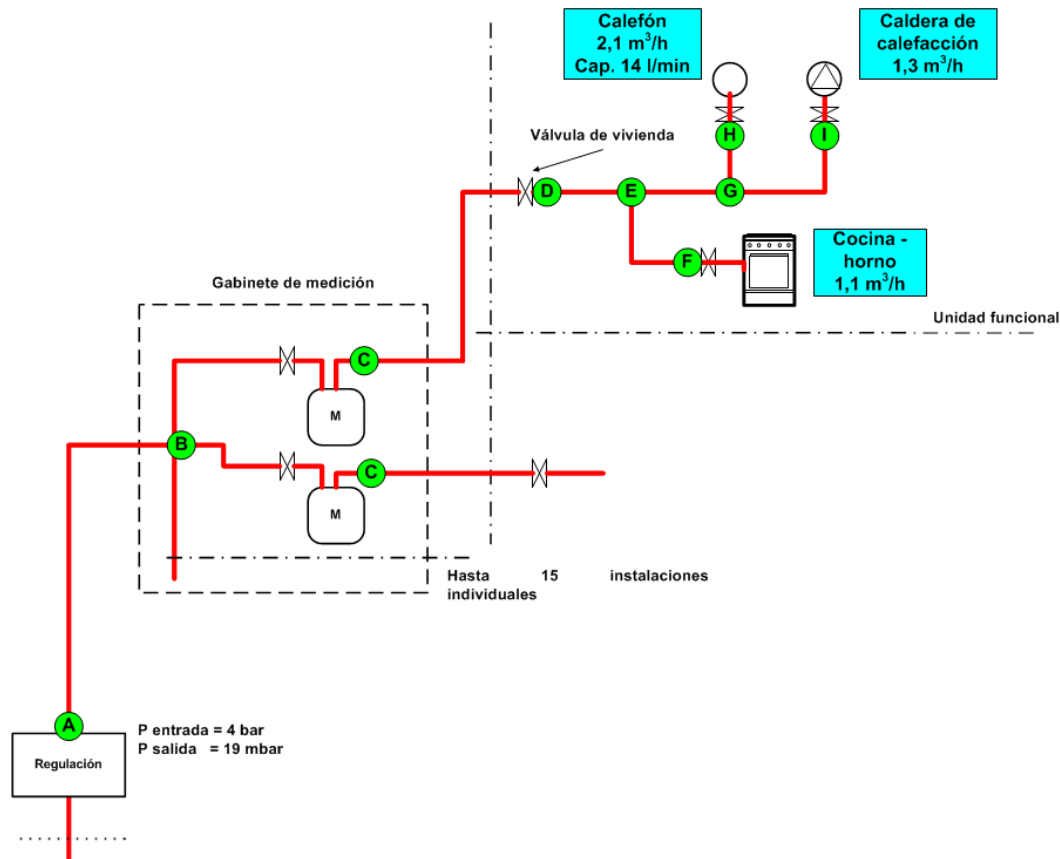 Calefón
2,1 m³/h
Cap. 14 l/min
Caldera de
calefacción
1,3 m³/h
H
I
Válvula de vivienda
D
E
G
F
Cocina -
horno
1,1 m³/h
Gabinete de medición
Unidad funcional
C
M
B
C
M
Hasta 15 instalaciones
individuales
A
P entrada = 4 bar
P salida = 19 mbar
Regulación